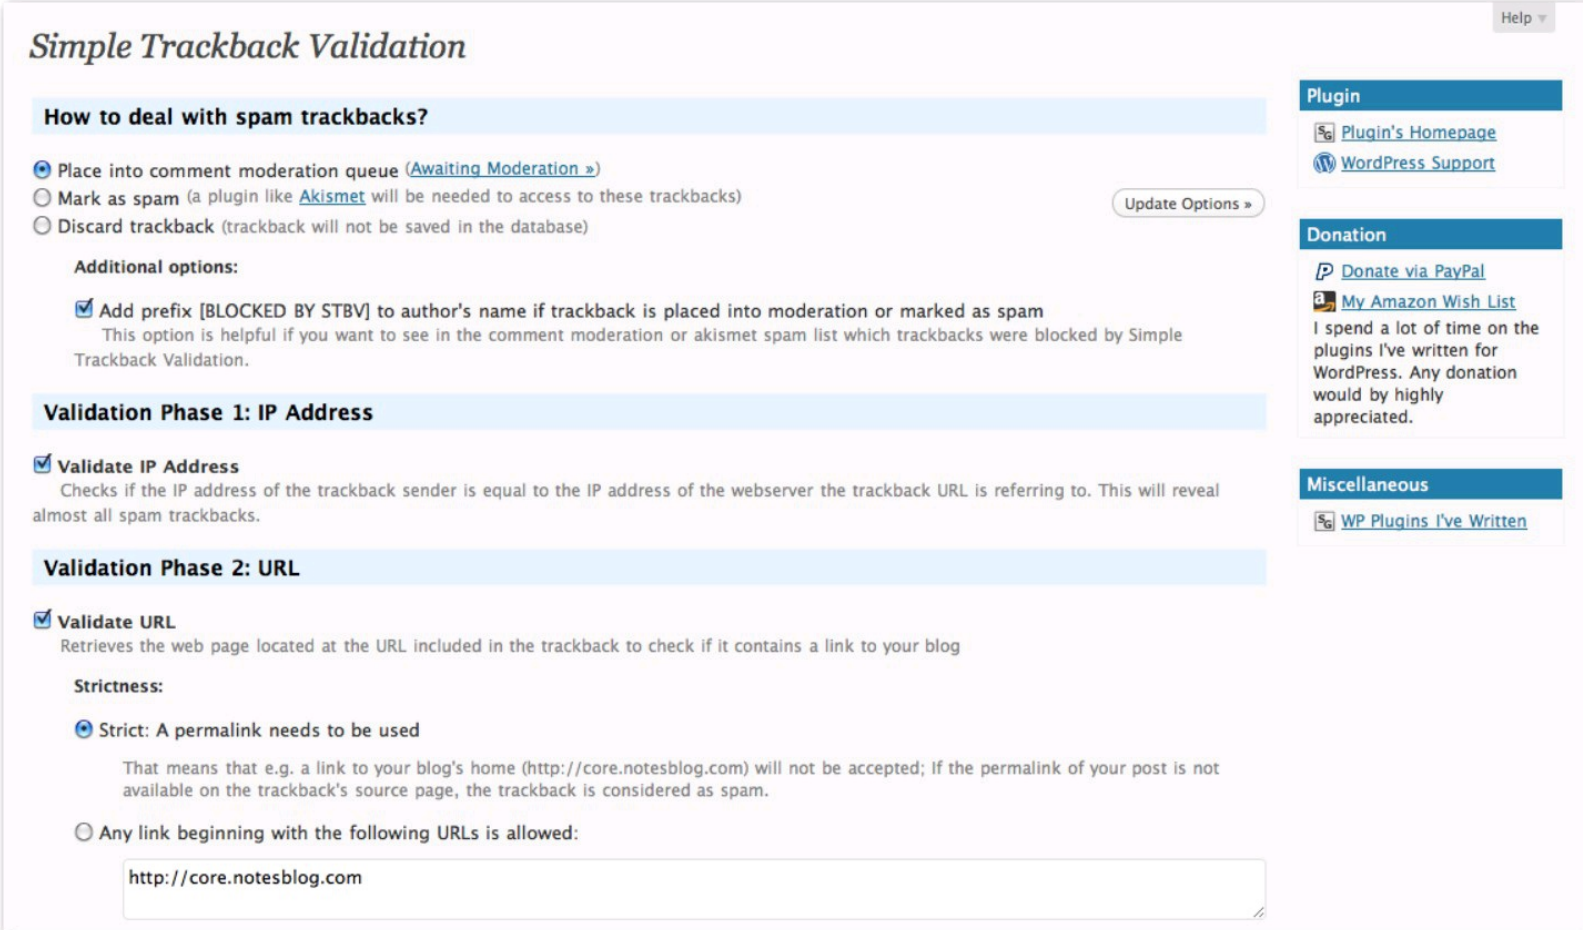 Help
Simple Trackback Validation
How to deal with spam trackbacks?
Place into comment moderation queue (Awaiting Moderation »)
Mark as spam (a plugin like Akismet will be needed to access to these trackbacks)
Update Options »
Discard trackback (trackback will not be saved in the database)
Additional options:
Add prefix [BLOCKED BY STBV] to author's name if trackback is placed into moderation or marked as spam
This option is helpful if you want to see in the comment moderation or akismet spam list which trackbacks were blocked by Simple
Trackback Validation.
Validation Phase 1: IP Address
Validate IP Address
Checks if the IP address of the trackback sender is equal to the IP address of the webserver the trackback URL is referring to. This will reveal
almost all spam trackbacks.
Validation Phase 2: URL
Validate URL
Retrieves the web page located at the URL included in the trackback to check if it contains a link to your blog
Strictness:
Strict: A permalink needs to be used
That means that e.g. a link to your blog's home (http://core.notesblog.com) will not be accepted; If the permalink of your post is not
available on the trackback's source page, the trackback is considered as spam.
Any link beginning with the following URLs is allowed:
http://core.notesblog.com
Plugin
SG Plugin's Homepage
WordPress Support
Donation
Donate via PayPal
My Amazon Wish List
I spend a lot of time on the
plugins I've written for
WordPress. Any donation
would by highly
appreciated.
Miscellaneous
SG WP Plugins I've Written